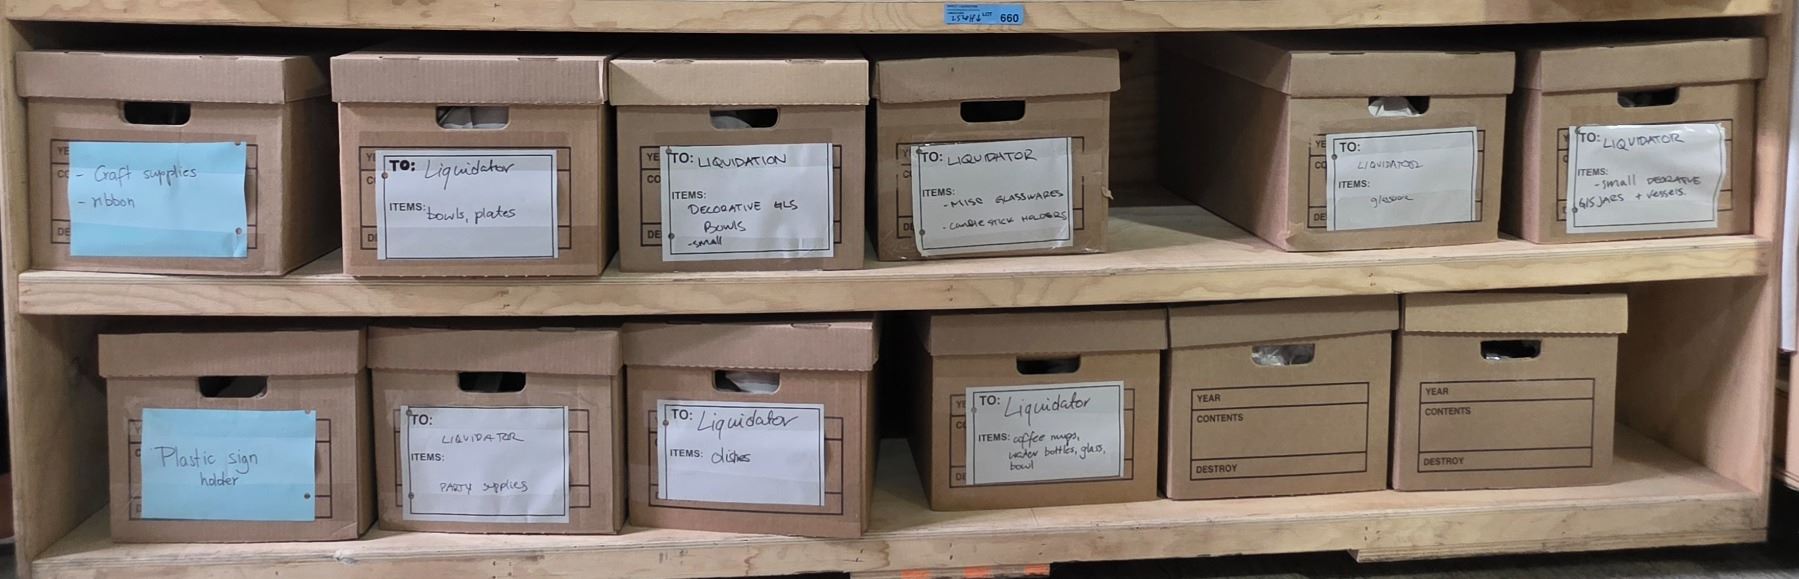 LOT 660
- Craft supplies
- ribbon
TO: Liquidator
ITEMS: bowls, plates
TO: LIQUIDATION
ITEMS:
DECORATIVE GLS
BOWLS
-small
TO: LIQUIDATOR
ITEMS:
- MISC GLASSWARES
- CANDLE STICK HOLDERS
TO:
LIQUIDATOR
ITEMS:
TO: LIQUIDATOR
ITEMS:
-small DECORATIVE
GLS JARS + vessels.
Plastic sign
holder
TO:
LIQUIDATOR
ITEMS:
PARTY supplies
TO: Liquidator
ITEMS: dishes
TO: Liquidator
ITEMS: coffee mugs,
water bottles, glass,
bowl
YEAR
CONTENTS
DESTROY
YEAR
CONTENTS
DESTROY